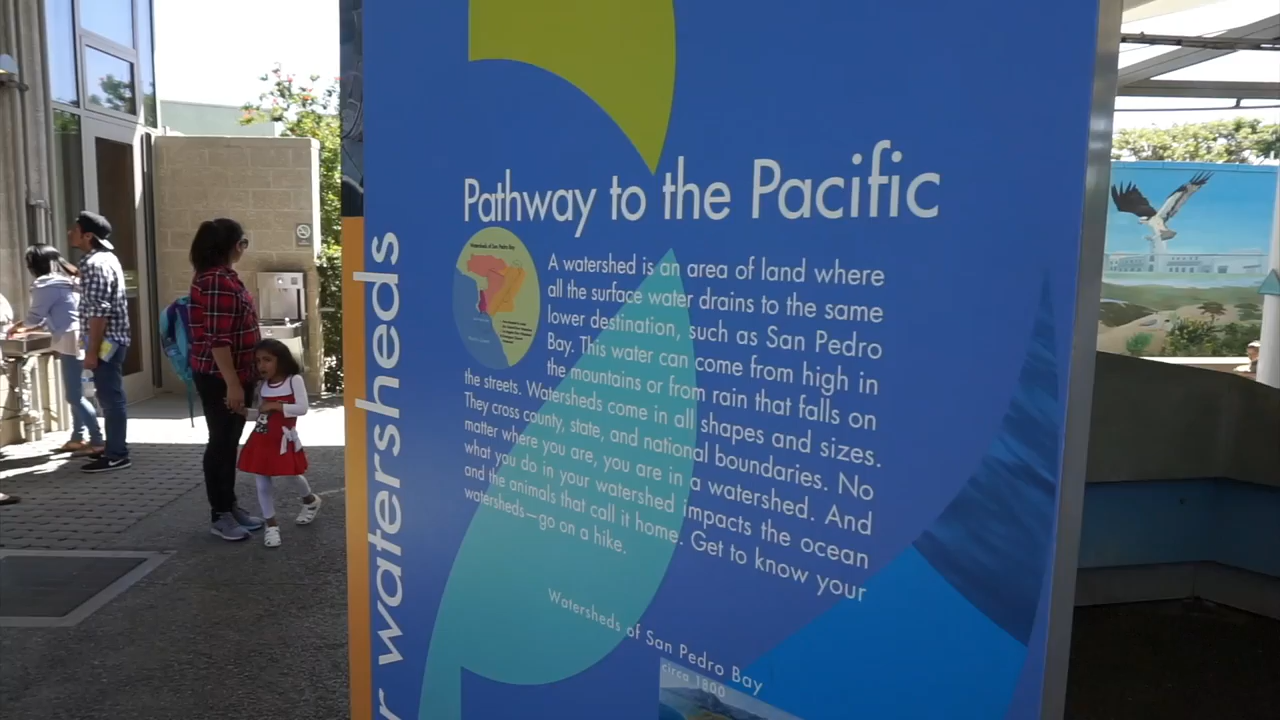 Pathway to the Pacific
Watersheds of San Pedro Bay
A watershed is an area of land where
all the surface water drains to the same
lower destination, such as San Pedro
Bay. This water can come from high in
the mountains or from rain that falls on
the streets. Watersheds come in all shapes and sizes.
They cross county, state, and national boundaries. No
matter where you are, you are in a watershed. And
what you do in your watershed impacts the ocean
and the animals that call it home. Get to know your
watersheds—go on a hike.
Watersheds of San Pedro Bay
circa 1800
r watersheds